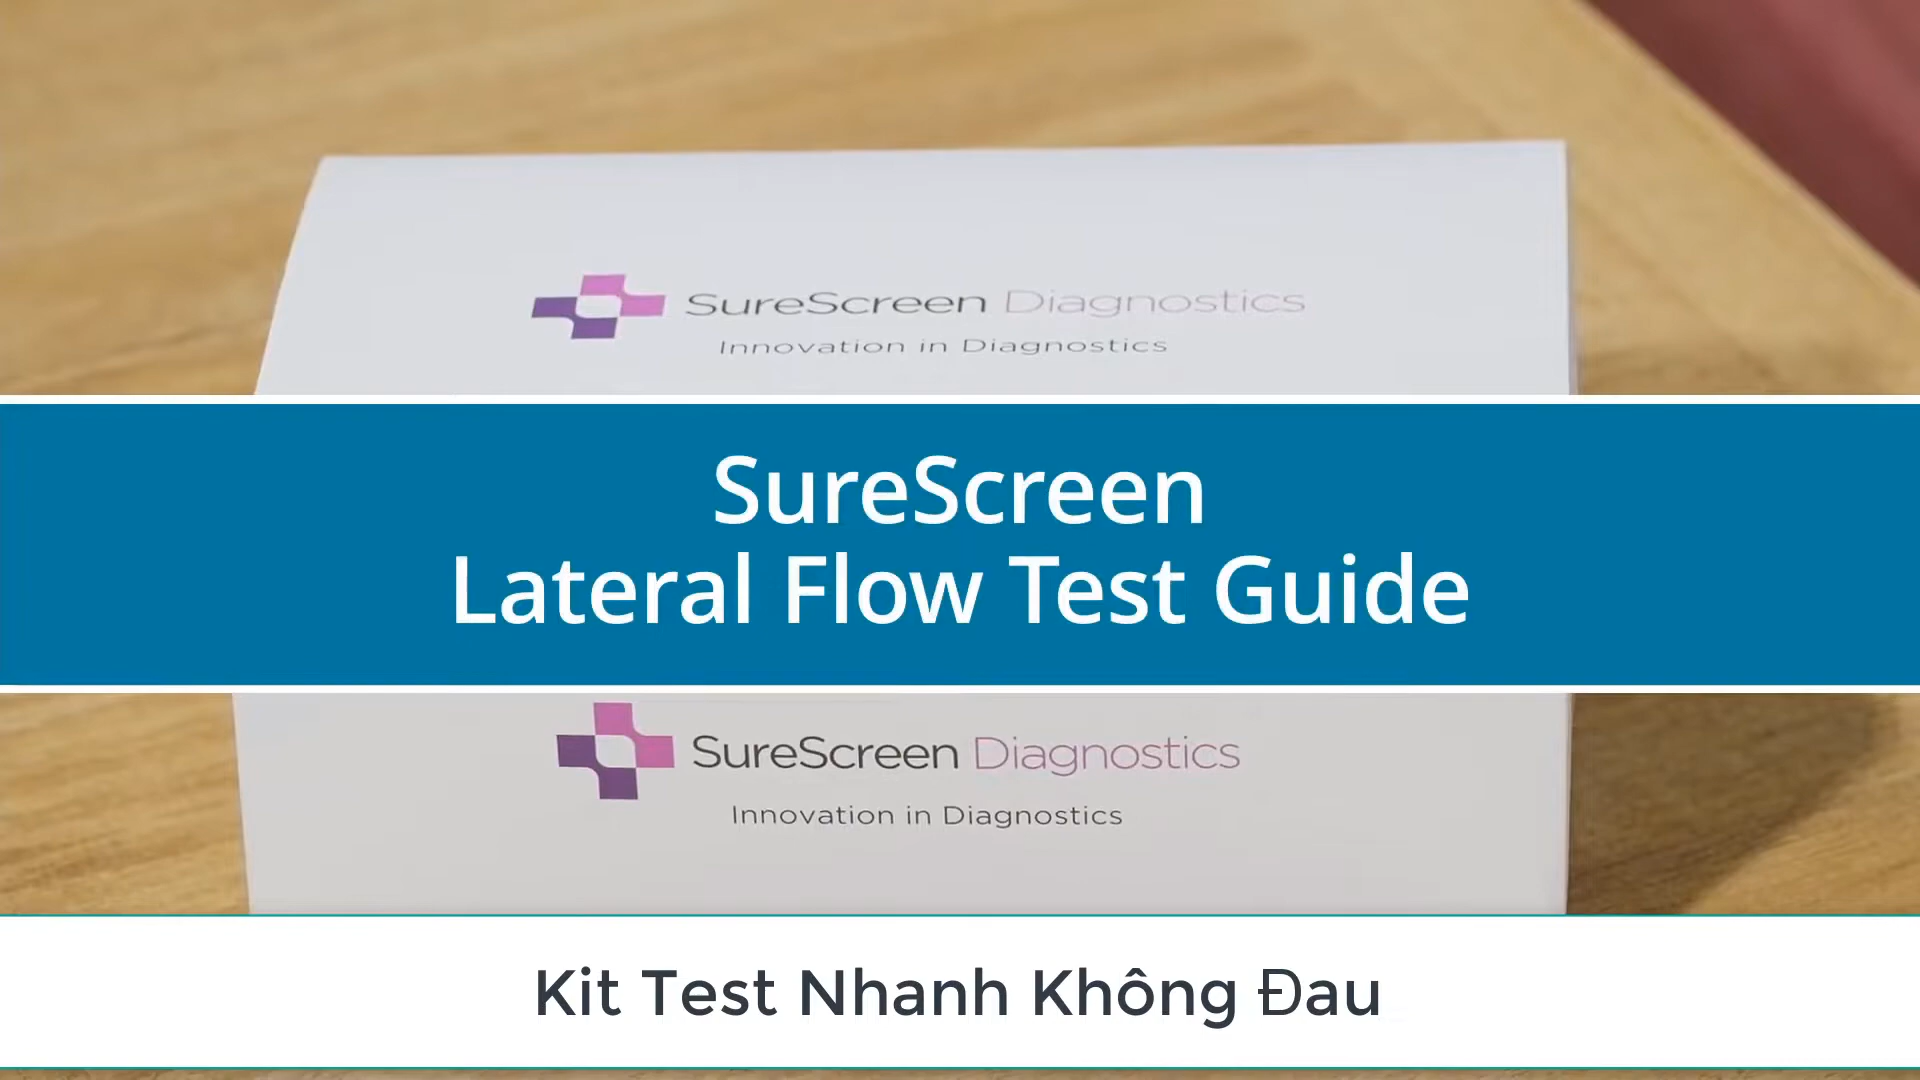 SureScreen Diagnostics
Innovation in Diagnostics
SureScreen
Lateral Flow Test Guide
SureScreen Diagnostics
Innovation in Diagnostics
Kit Test Nhanh Không Đau